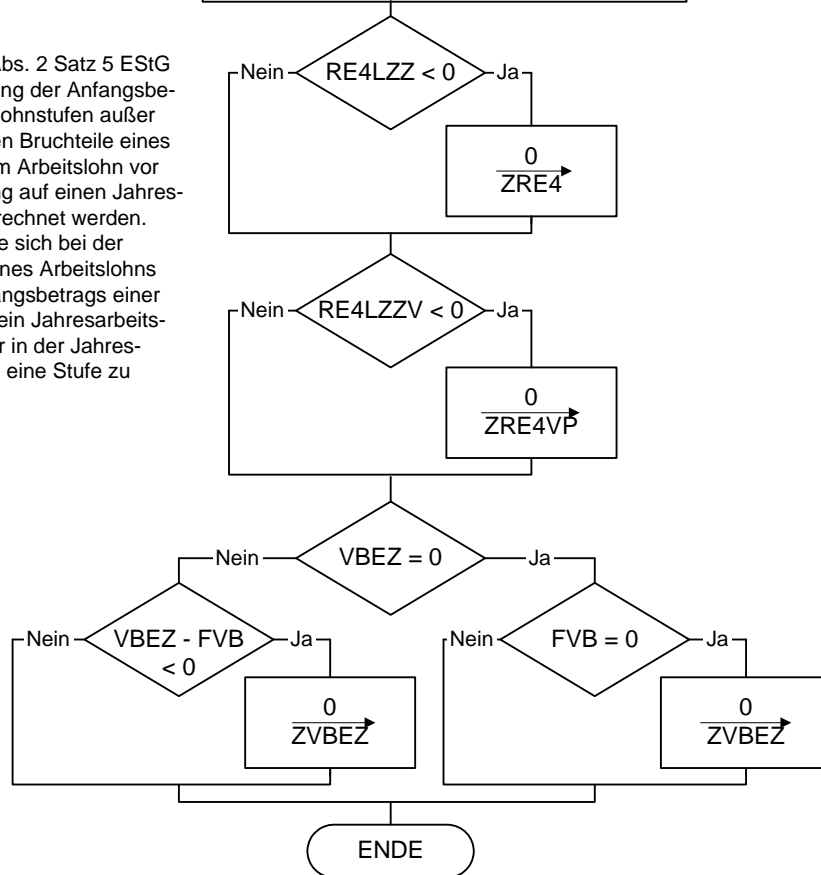 Abs. 2 Satz 5 EStG
ng der Anfangsbe-
ohnstufen außer
en Bruchteile eines
m Arbeitslohn vor
ng auf einen Jahres-
rechnet werden.
e sich bei der
nes Arbeitslohns
angsbetrags einer
ein Jahresarbeits-
r in der Jahres-
eine Stufe zu
Nein
RE4LZZ < 0
Ja
0
ZRE4
Nein
RE4LZZV < 0
Ja
0
ZRE4VP
Nein
VBEZ = 0
Ja
Nein
VBEZ - FVB
< 0
Ja
0
ZVBEZ
Nein
FVB = 0
Ja
0
ZVBEZ
ENDE